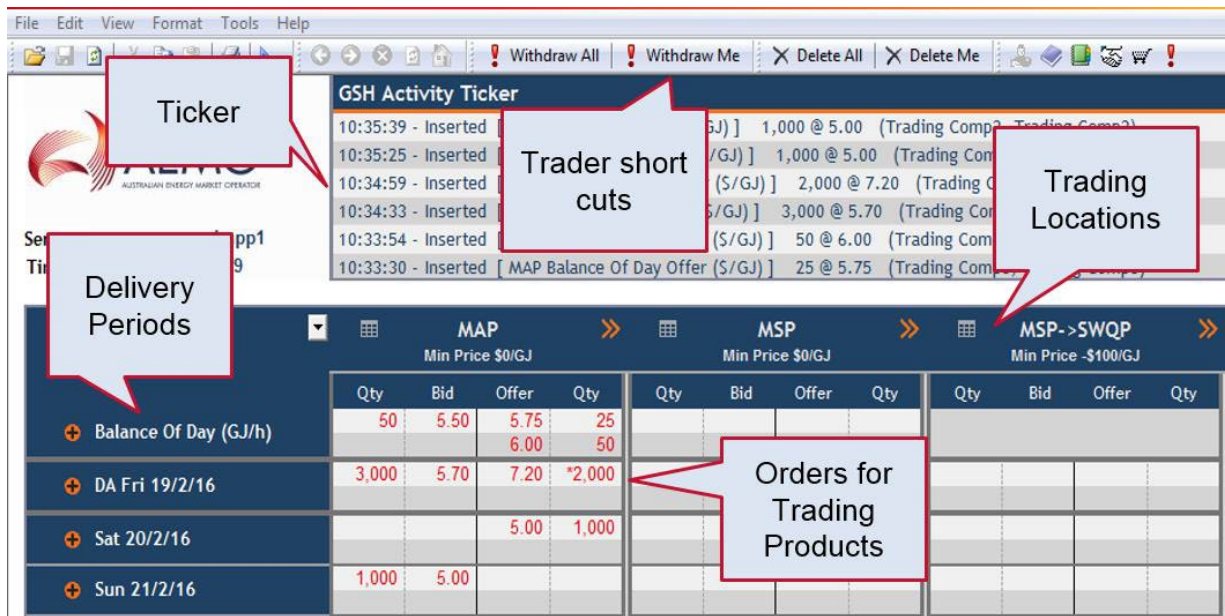 File Edit View Format Tools Help
Withdraw All Withdraw Me Delete All Delete Me
Ticker
AUSTRALIAN ENERGY MARKET OPERATOR
GSH Activity Ticker
10:35:39 - Inserted [ /GJ) ] 1,000 @ 5.00 (Trading Comp2, Trading Comp2)
10:35:25 - Inserted [ /GJ) ] 1,000 @ 5.00 (Trading
10:34:59 - Inserted [ ($/GJ) ] 2,000 @ 7.20 (Trading
10:34:33 - Inserted [ $/GJ) ] 3,000 @ 5.70 (Trading
10:33:54 - Inserted [ ($/GJ) ] 50 @ 6.00 (Trading
10:33:30 - Inserted [ MAP Balance Of Day Offer ($/GJ) ] 25 @ 5.75 (Trading
Trader short
cuts
Trading
Locations
Delivery
Periods
MAP MSP MSP->SWQP
Min Price $0/GJ Min Price $0/GJ Min Price -$100/GJ
Qty Bid Offer Qty Qty Bid Offer Qty Qty Bid Offer Qty
Balance Of Day (GJ/h) 50 5.50 5.75 25
6.00 50
DA Fri 19/2/16 3,000 5.70 7.20 *2,000
Sat 20/2/16 5.00 1,000
Sun 21/2/16 1,000 5.00
Orders for
Trading
Products